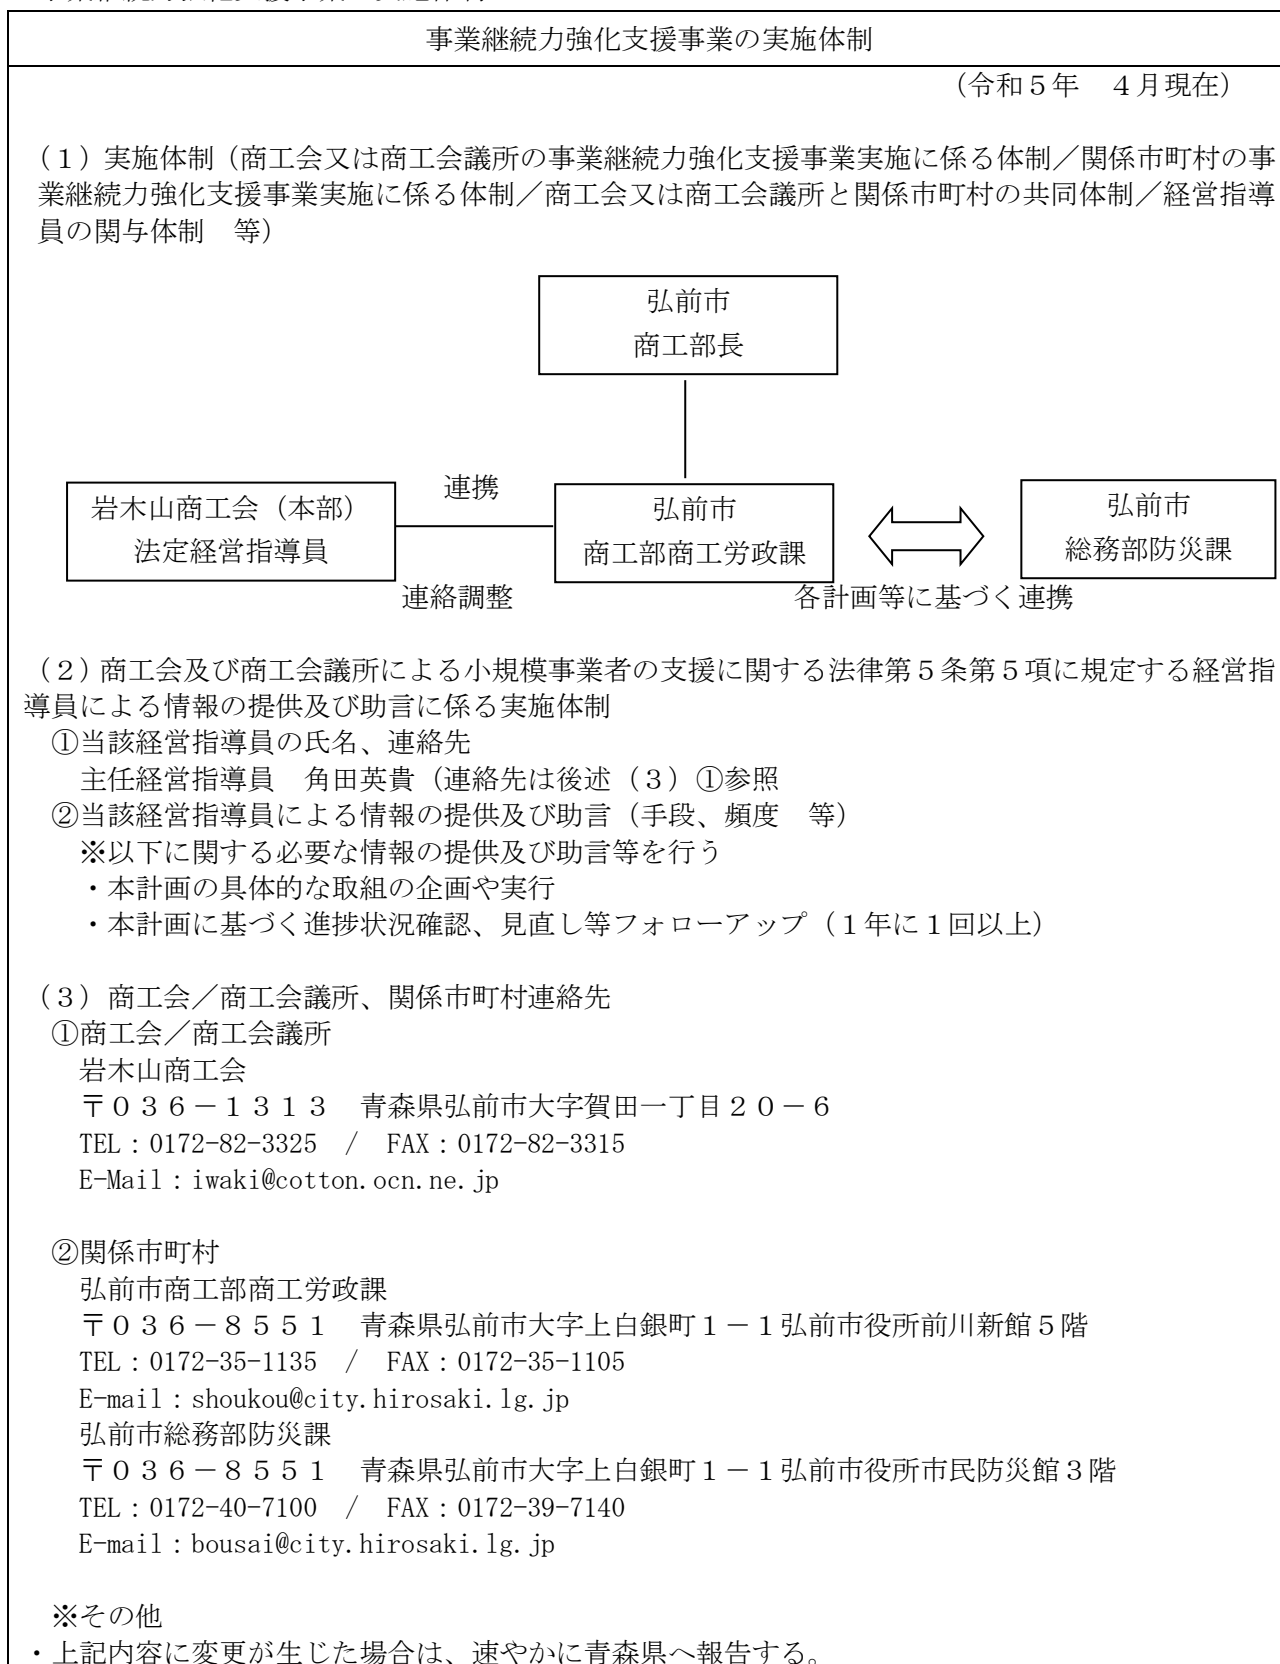 事業継続力強化支援事業の実施体制
（令和５年　４月現在）
（１）実施体制（商工会又は商工会議所の事業継続力強化支援事業実施に係る体制／関係市町村の事
業継続力強化支援事業実施に係る体制／商工会又は商工会議所と関係市町村の共同体制／経営指導
員の関与体制　等）
弘前市
商工部長
連携
岩木山商工会（本部）
法定経営指導員
連絡調整
弘前市
商工部商工労政課
各計画等に基づく連携
弘前市
総務部防災課
（２）商工会及び商工会議所による小規模事業者の支援に関する法律第５条第５項に規定する経営指
導員による情報の提供及び助言に係る実施体制
①当該経営指導員の氏名、連絡先
主任経営指導員　角田英貴（連絡先は後述（３）①参照
②当該経営指導員による情報の提供及び助言（手段、頻度　等）
※以下に関する必要な情報の提供及び助言等を行う
・本計画の具体的な取組の企画や実行
・本計画に基づく進捗状況確認、見直し等フォローアップ（１年に１回以上）
（３）商工会／商工会議所、関係市町村連絡先
①商工会／商工会議所
岩木山商工会
〒０３６－１３１３　青森県弘前市大字賀田一丁目２０－６
TEL：0172-82-3325　/　FAX：0172-82-3315
E-Mail：iwaki@cotton.ocn.ne.jp
②関係市町村
弘前市商工部商工労政課
〒０３６－８５５１　青森県弘前市大字上白銀町１－１弘前市役所前川新館５階
TEL：0172-35-1135　/　FAX：0172-35-1105
E-mail：shoukou@city.hirosaki.lg.jp
弘前市総務部防災課
〒０３６－８５５１　青森県弘前市大字上白銀町１－１弘前市役所市民防災館３階
TEL：0172-40-7100　/　FAX：0172-39-7140
E-mail：bousai@city.hirosaki.lg.jp
※その他
・上記内容に変更が生じた場合は、速やかに青森県へ報告する。